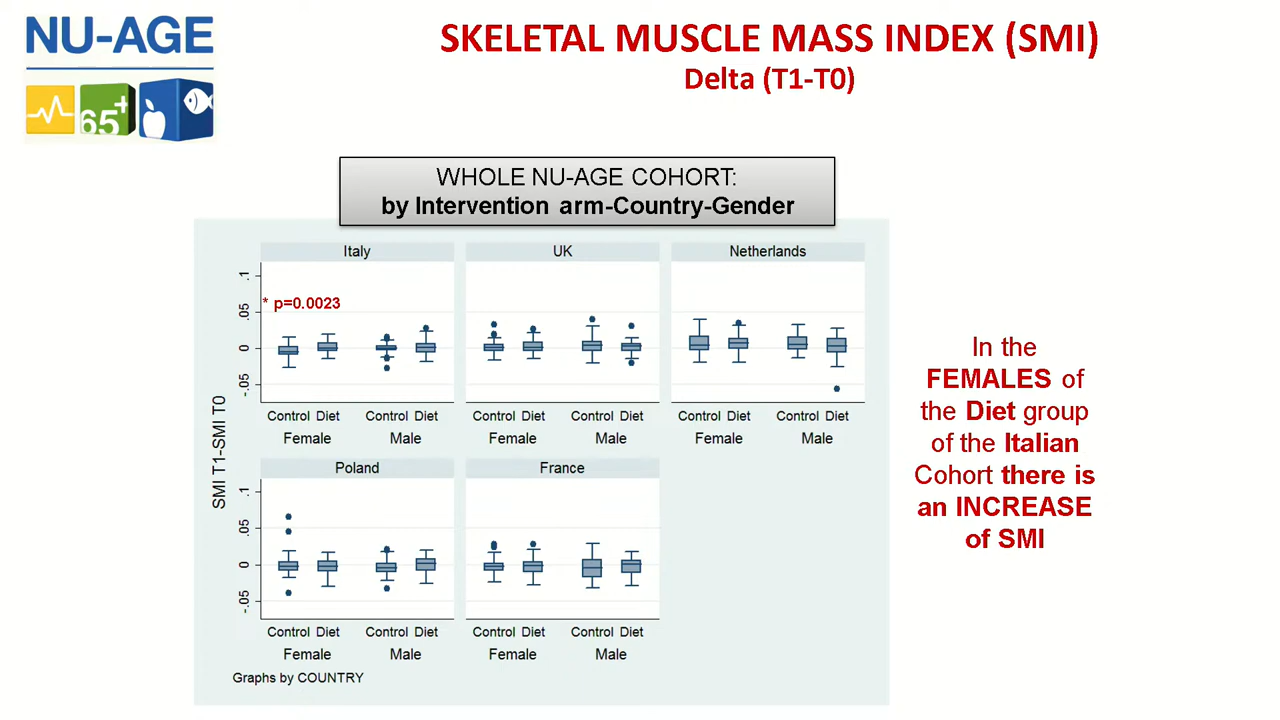 NU-AGE
65+
SKELETAL MUSCLE MASS INDEX (SMI)
Delta (T1-T0)
WHOLE NU-AGE COHORT:
by Intervention arm-Country-Gender
SMI T1-SMI T0
Italy
UK
Netherlands
.1
.05
0
-.05
* p=0.0023
Control Diet Control Diet
Female Male
Control Diet Control Diet
Female Male
Control Diet Control Diet
Female Male
Poland
France
.1
.05
0
-.05
Control Diet Control Diet
Female Male
Control Diet Control Diet
Female Male
Graphs by COUNTRY
In the
FEMALES of
the Diet group
of the Italian
Cohort there is
an INCREASE
of SMI